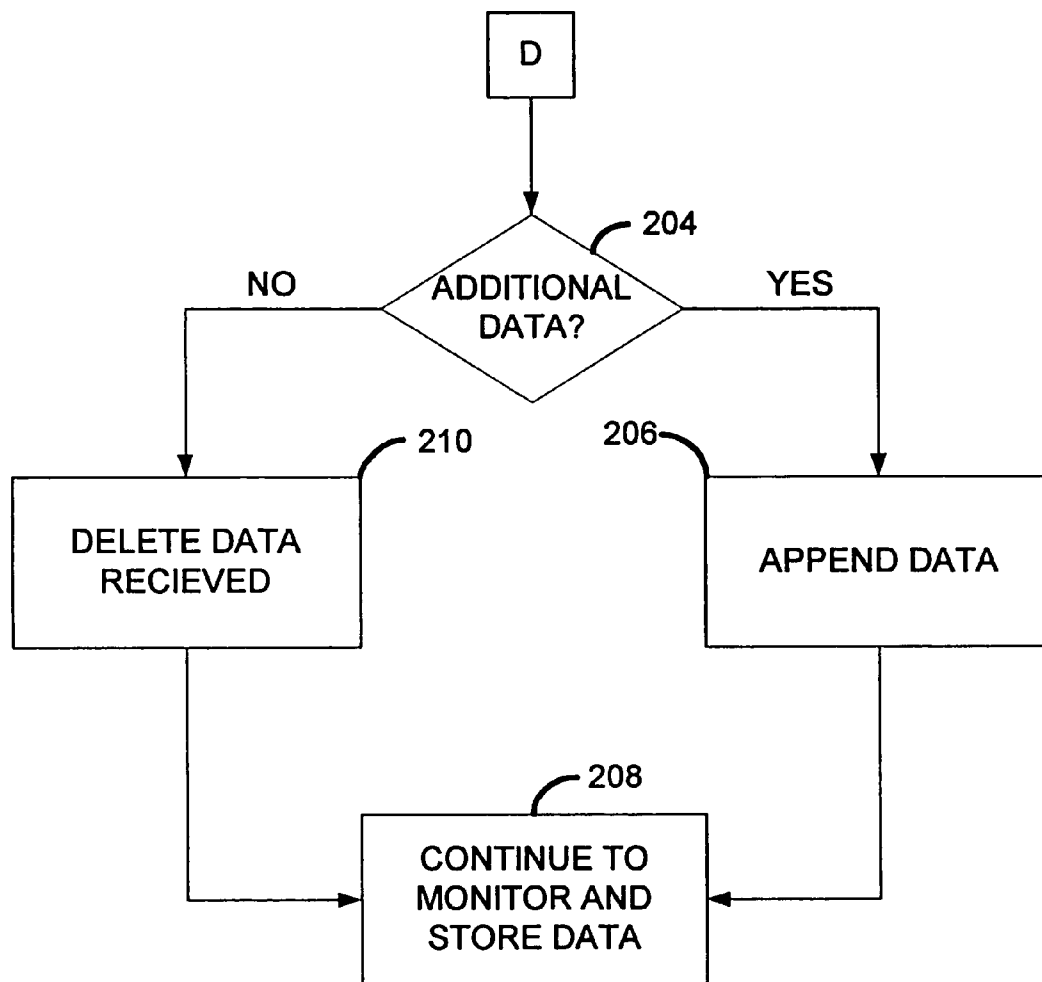 D
204
NO
ADDITIONAL
DATA?
YES
210
206
DELETE DATA
RECIEVED
APPEND DATA
208
CONTINUE TO
MONITOR AND
STORE DATA